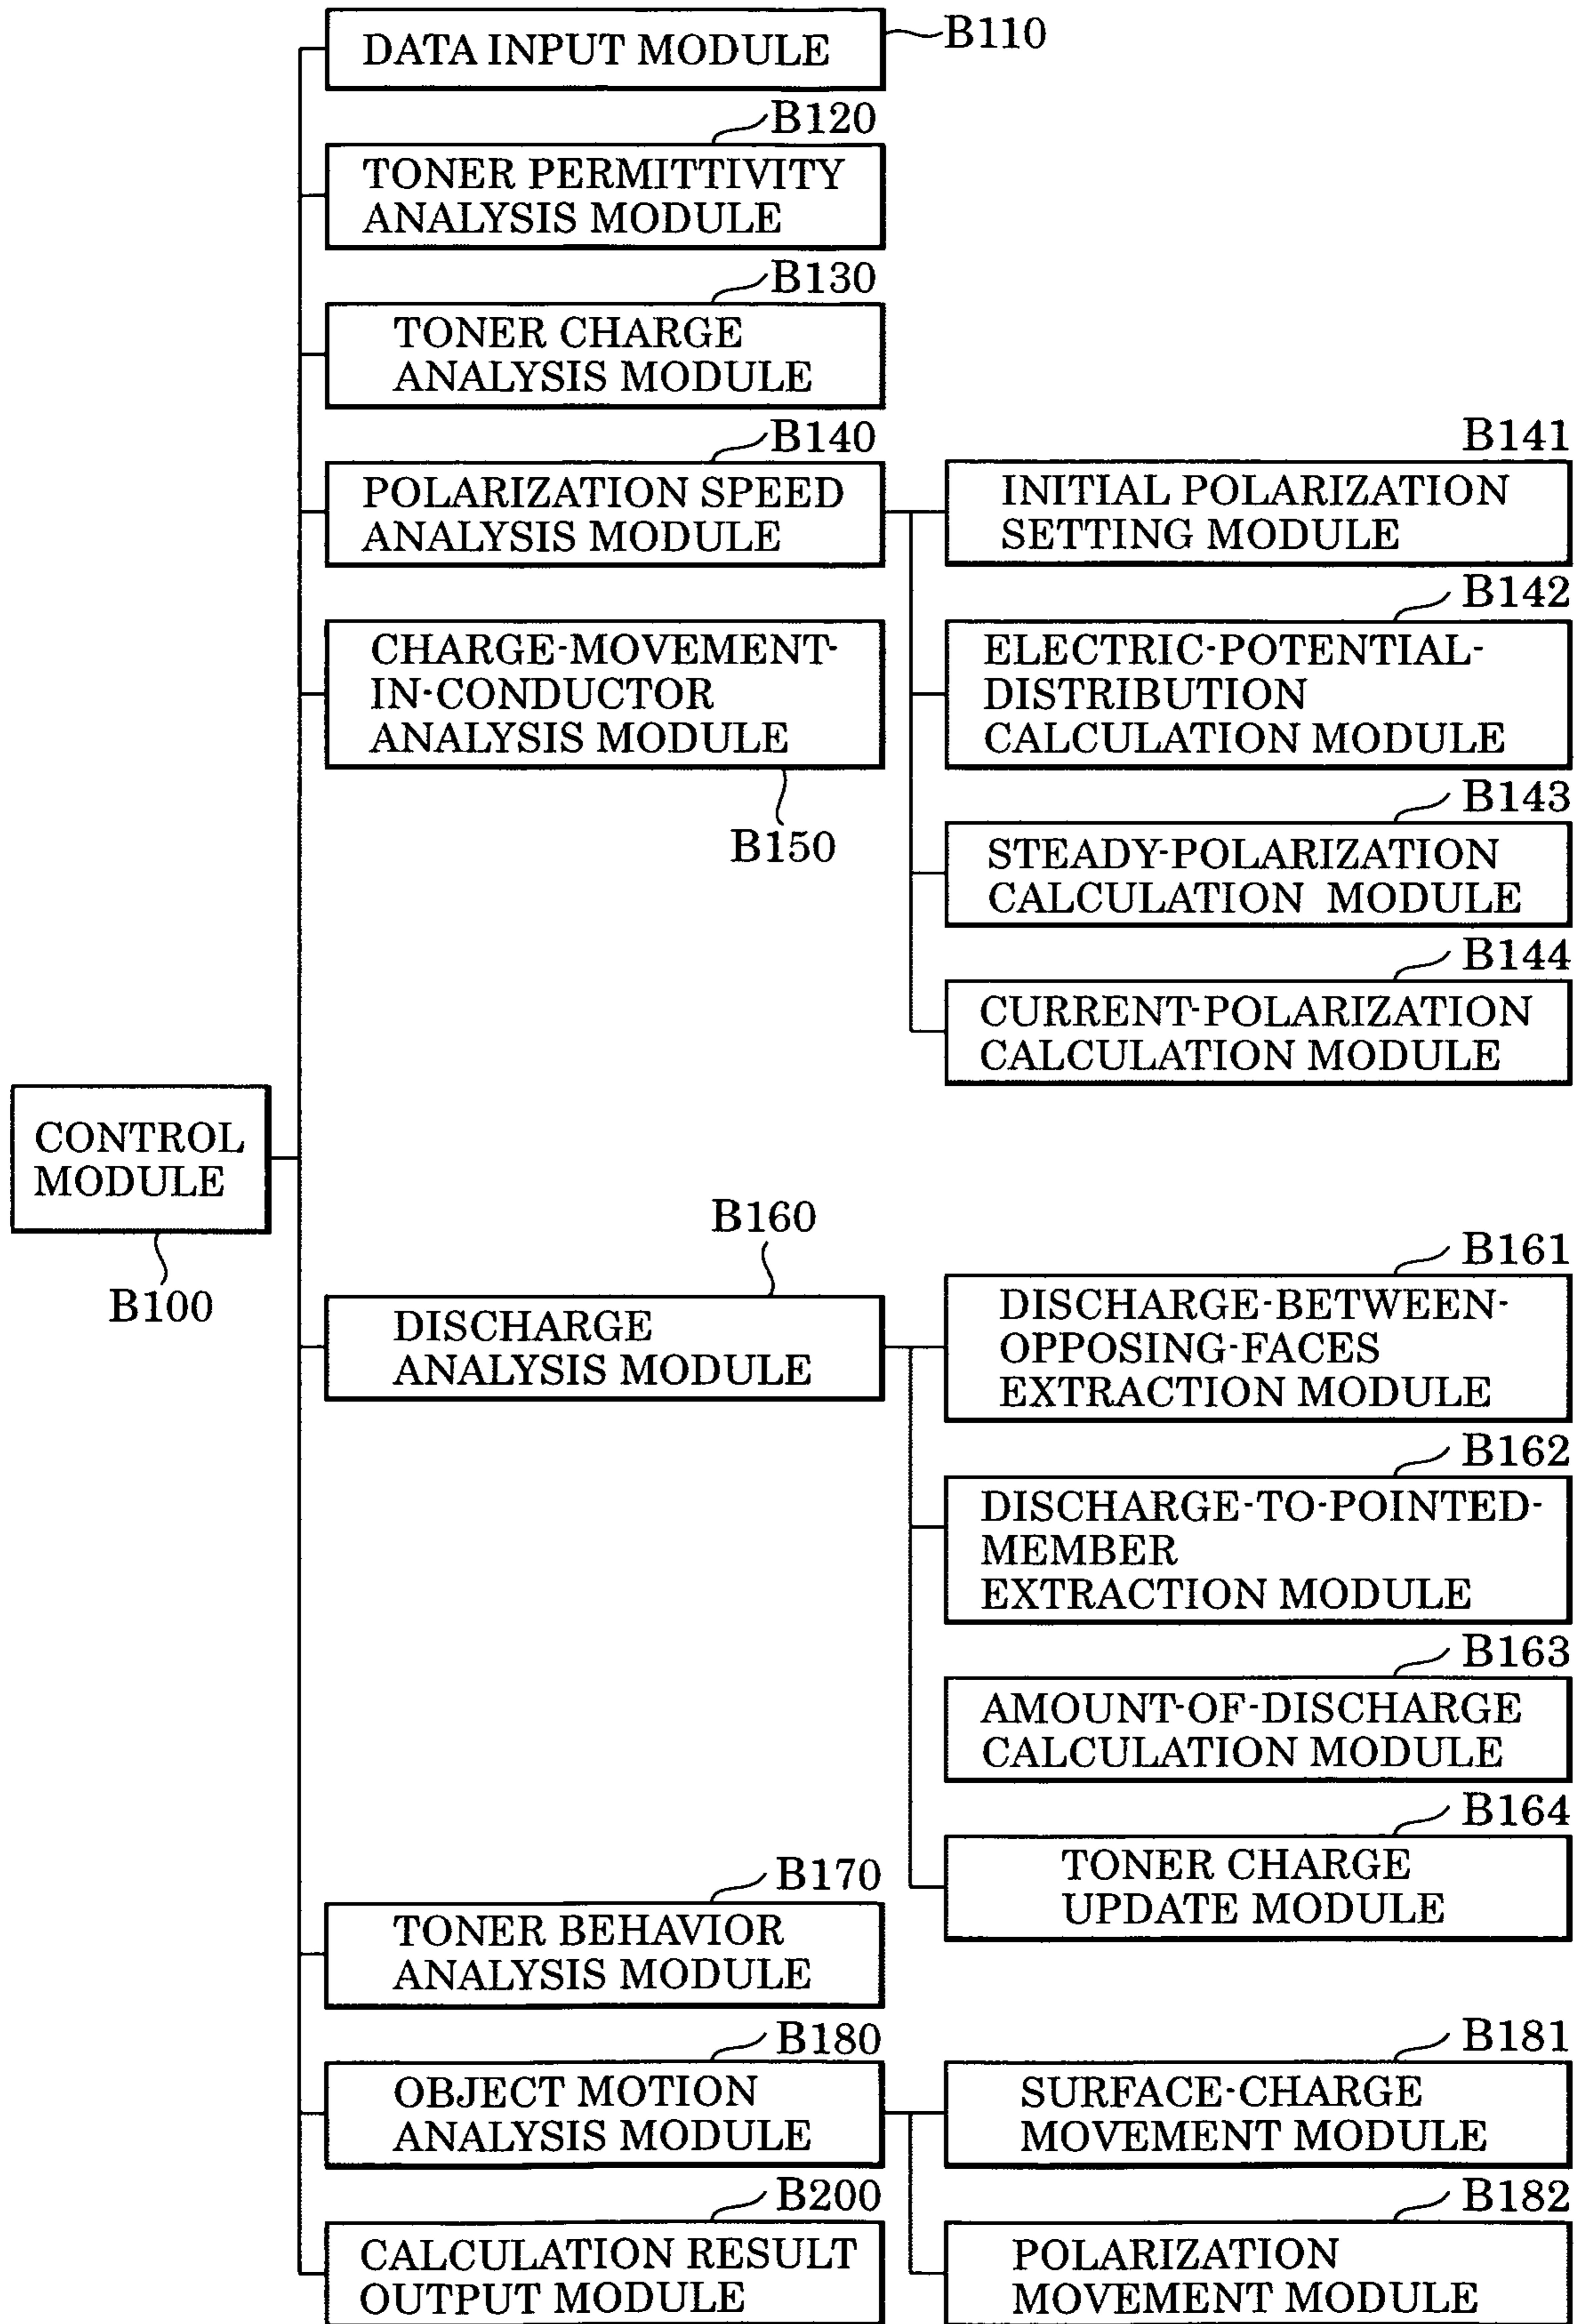 DATA INPUT MODULE
B110
B120
TONER PERMITTIVITY
ANALYSIS MODULE
B130
TONER CHARGE
ANALYSIS MODULE
B140
POLARIZATION SPEED
ANALYSIS MODULE
B141
INITIAL POLARIZATION
SETTING MODULE
CHARGE-MOVEMENT-
IN-CONDUCTOR
ANALYSIS MODULE
B150
B142
ELECTRIC-POTENTIAL-
DISTRIBUTION
CALCULATION MODULE
B143
STEADY-POLARIZATION
CALCULATION MODULE
B144
CURRENT-POLARIZATION
CALCULATION MODULE
CONTROL
MODULE
B100
B160
DISCHARGE
ANALYSIS MODULE
B161
DISCHARGE-BETWEEN-
OPPOSING-FACES
EXTRACTION MODULE
B162
DISCHARGE-TO-POINTED-
MEMBER
EXTRACTION MODULE
B163
AMOUNT-OF-DISCHARGE
CALCULATION MODULE
B164
TONER CHARGE
UPDATE MODULE
B170
TONER BEHAVIOR
ANALYSIS MODULE
B180
OBJECT MOTION
ANALYSIS MODULE
B181
SURFACE-CHARGE
MOVEMENT MODULE
B200
CALCULATION RESULT
OUTPUT MODULE
B182
POLARIZATION
MOVEMENT MODULE